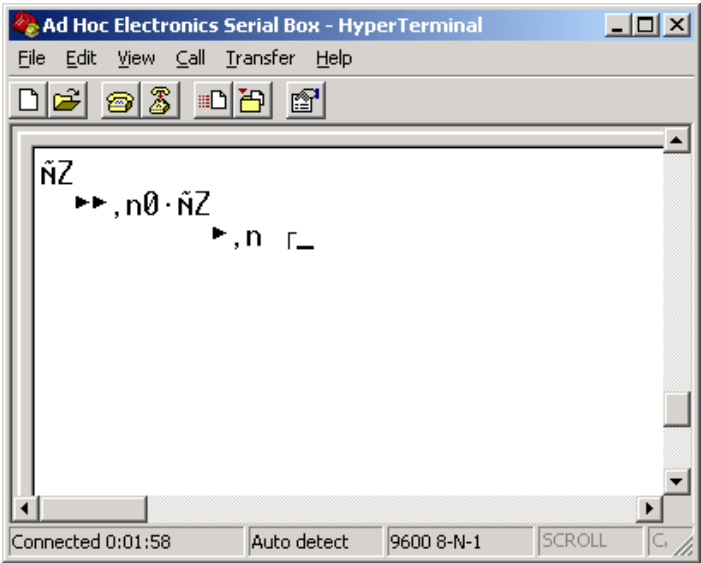 Ad Hoc Electronics Serial Box - HyperTerminal
File Edit View Call Transfer Help
ñZ
►►,n0·ñZ
►,n ┌_
Connected 0:01:58 Auto detect 9600 8-N-1 SCROLL